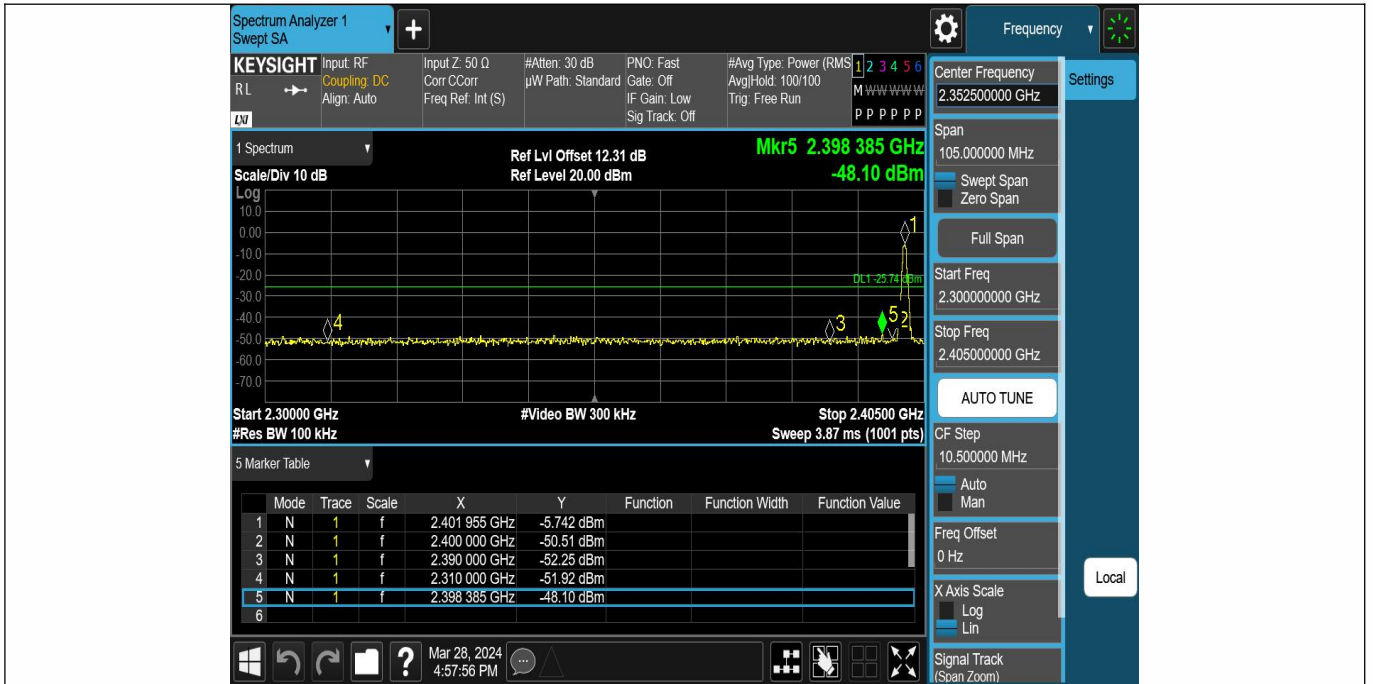 Spectrum Analyzer 1
Swept SA
+
Frequency
KEYSIGHT
RL
LXI
Input: RF
Coupling: DC
Align: Auto
Input Z: 50 Ω
Corr CCorr
Freq Ref: Int (S)
#Atten: 30 dB
µW Path: Standard
PNO: Fast
Gate: Off
IF Gain: Low
Sig Track: Off
#Avg Type: Power (RMS
Avg|Hold: 100/100
Trig: Free Run
1 2 3 4 5 6
M W W W W W
P P P P P P
Center Frequency
2.352500000 GHz
Settings
Span
105.000000 MHz
Swept Span
Zero Span
Full Span
Start Freq
2.300000000 GHz
Stop Freq
2.405000000 GHz
AUTO TUNE
CF Step
10.500000 MHz
Auto
Man
Freq Offset
0 Hz
X Axis Scale
Log
Lin
Local
Signal Track
(Span Zoom)
1 Spectrum
Scale/Div 10 dB
Ref Lvl Offset 12.31 dB
Ref Level 20.00 dBm
Mkr5 2.398 385 GHz
-48.10 dBm
Log
10.0
0.00
-10.0
-20.0
-30.0
-40.0
-50.0
-60.0
-70.0
1
DL1 -25.74 dBm
4
3
5
2
Start 2.30000 GHz
#Video BW 300 kHz
Stop 2.40500 GHz
#Res BW 100 kHz
Sweep 3.87 ms (1001 pts)
5 Marker Table
Mode Trace Scale X Y Function Function Width Function Value
1 N 1 f 2.401 955 GHz -5.742 dBm
2 N 1 f 2.400 000 GHz -50.51 dBm
3 N 1 f 2.390 000 GHz -52.25 dBm
4 N 1 f 2.310 000 GHz -51.92 dBm
5 N 1 f 2.398 385 GHz -48.10 dBm
6
?
Mar 28, 2024
4:57:56 PM